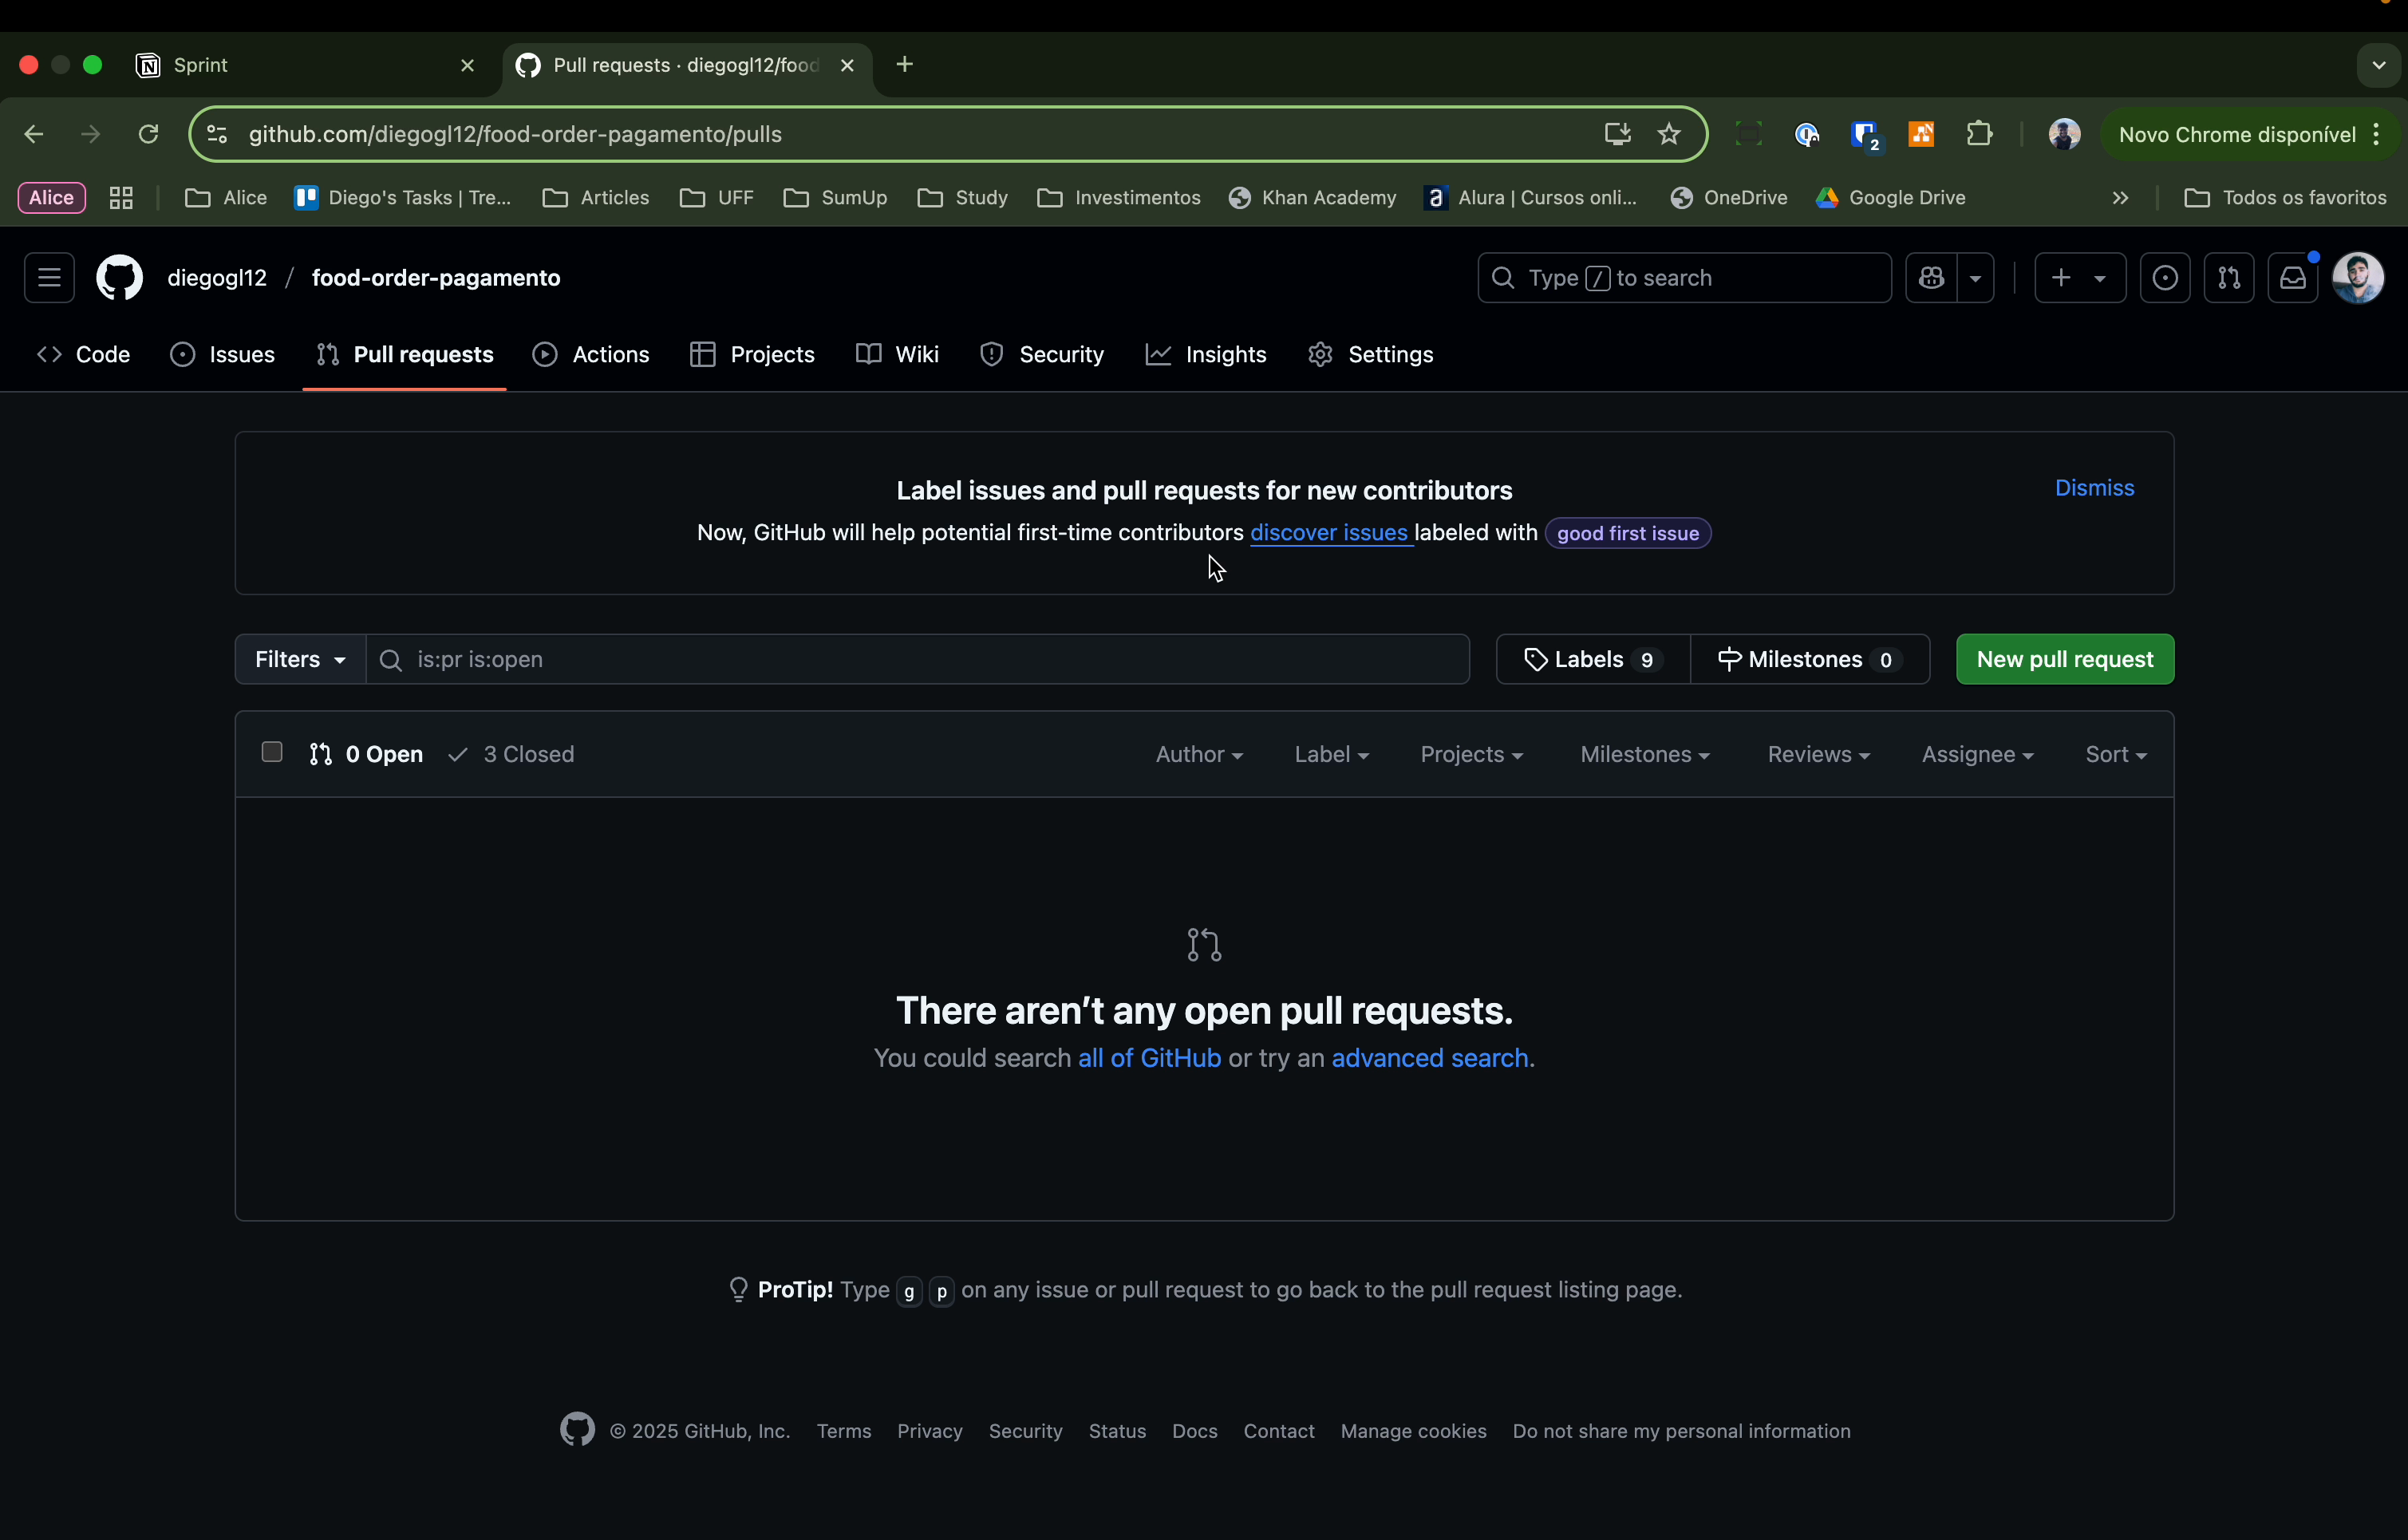 Sprint
Pull requests · diegogl12/food
github.com/diegogl12/food-order-pagamento/pulls
2
Novo Chrome disponível
Alice
Alice
Diego's Tasks | Tre...
Articles
UFF
SumUp
Study
Investimentos
Khan Academy
Alura | Cursos onli...
OneDrive
Google Drive
Todos os favoritos
diegogl12 / food-order-pagamento
Type / to search
Code
Issues
Pull requests
Actions
Projects
Wiki
Security
Insights
Settings
Label issues and pull requests for new contributors
Dismiss
Now, GitHub will help potential first-time contributors discover issues labeled with good first issue
Filters
is:pr is:open
Labels 9
Milestones 0
New pull request
0 Open
3 Closed
Author
Label
Projects
Milestones
Reviews
Assignee
Sort
There aren’t any open pull requests.
You could search all of GitHub or try an advanced search.
ProTip! Type g p on any issue or pull request to go back to the pull request listing page.
© 2025 GitHub, Inc.
Terms
Privacy
Security
Status
Docs
Contact
Manage cookies
Do not share my personal information